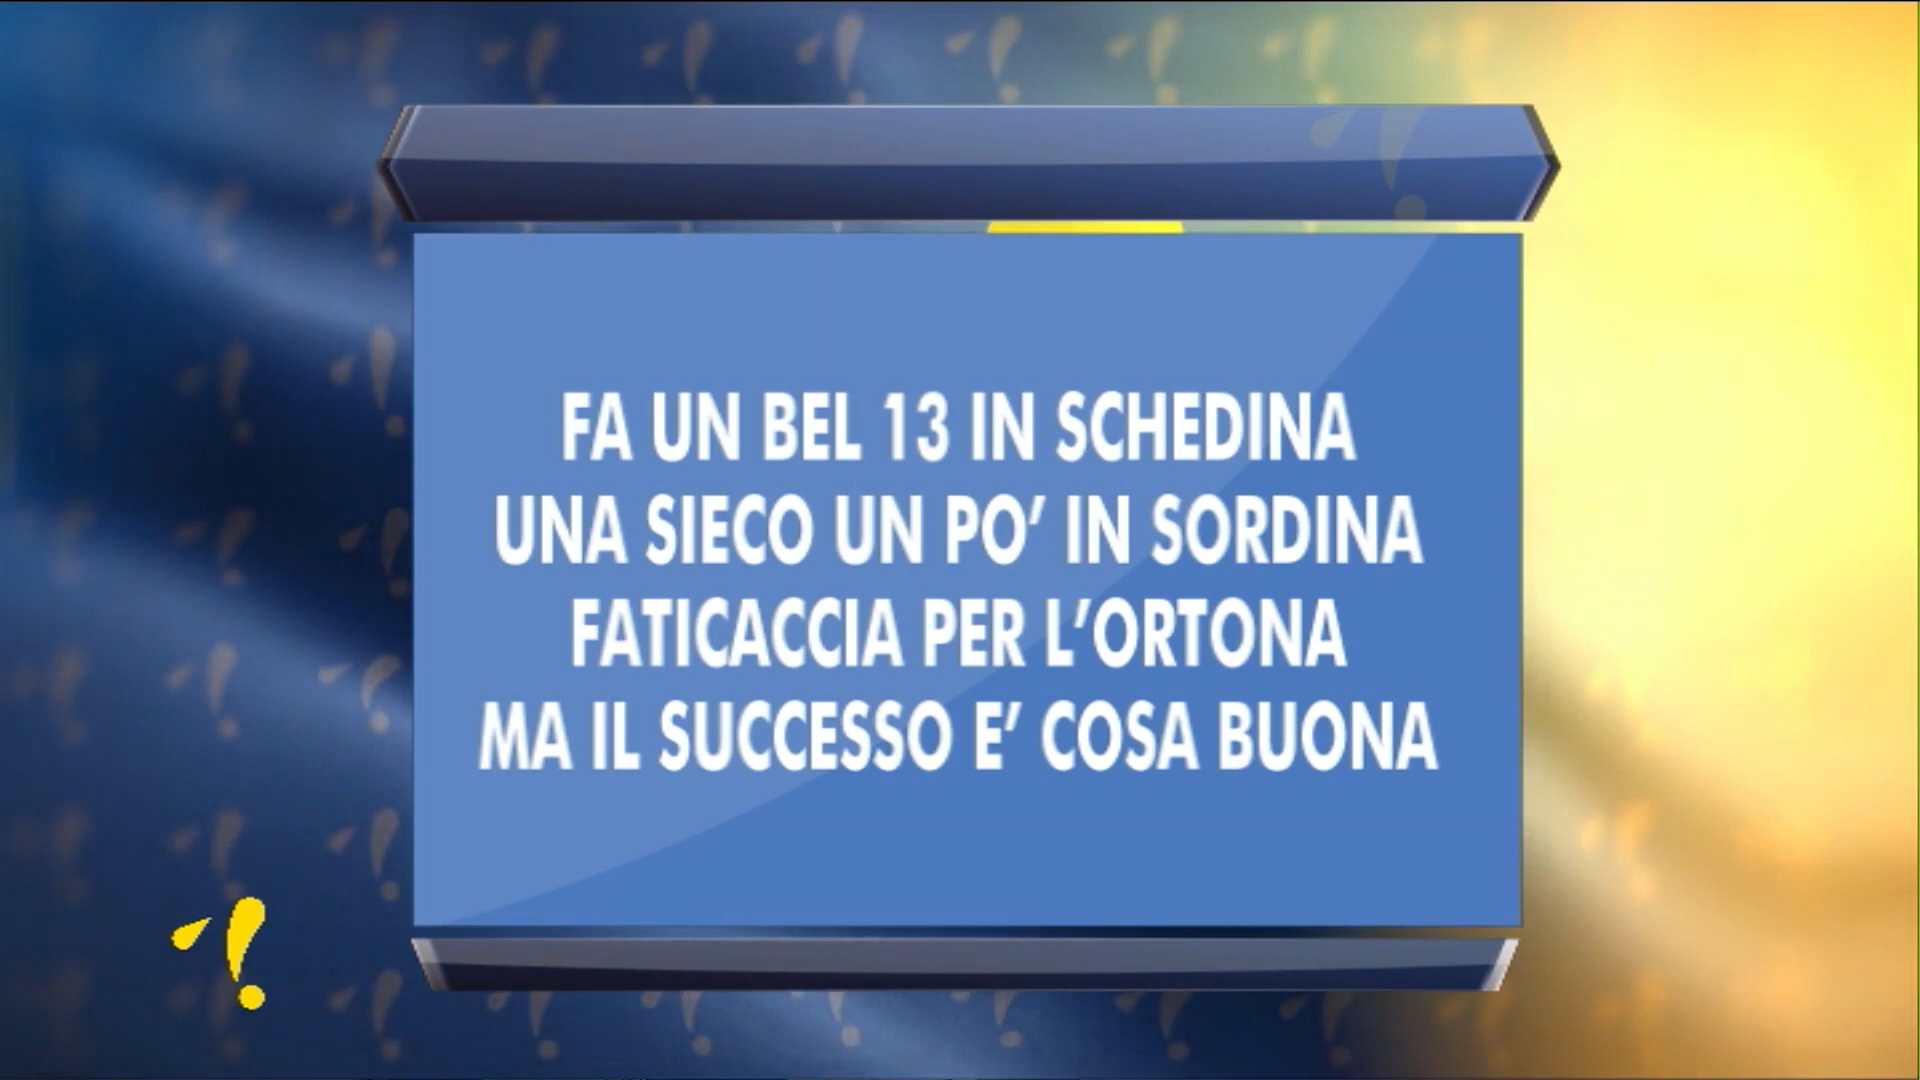 FA UN BEL 13 IN SCHEDINA
UNA SIECO UN PO’ IN SORDINA
FATICACCIA PER L’ORTONA
MA IL SUCCESSO E’ COSA BUONA